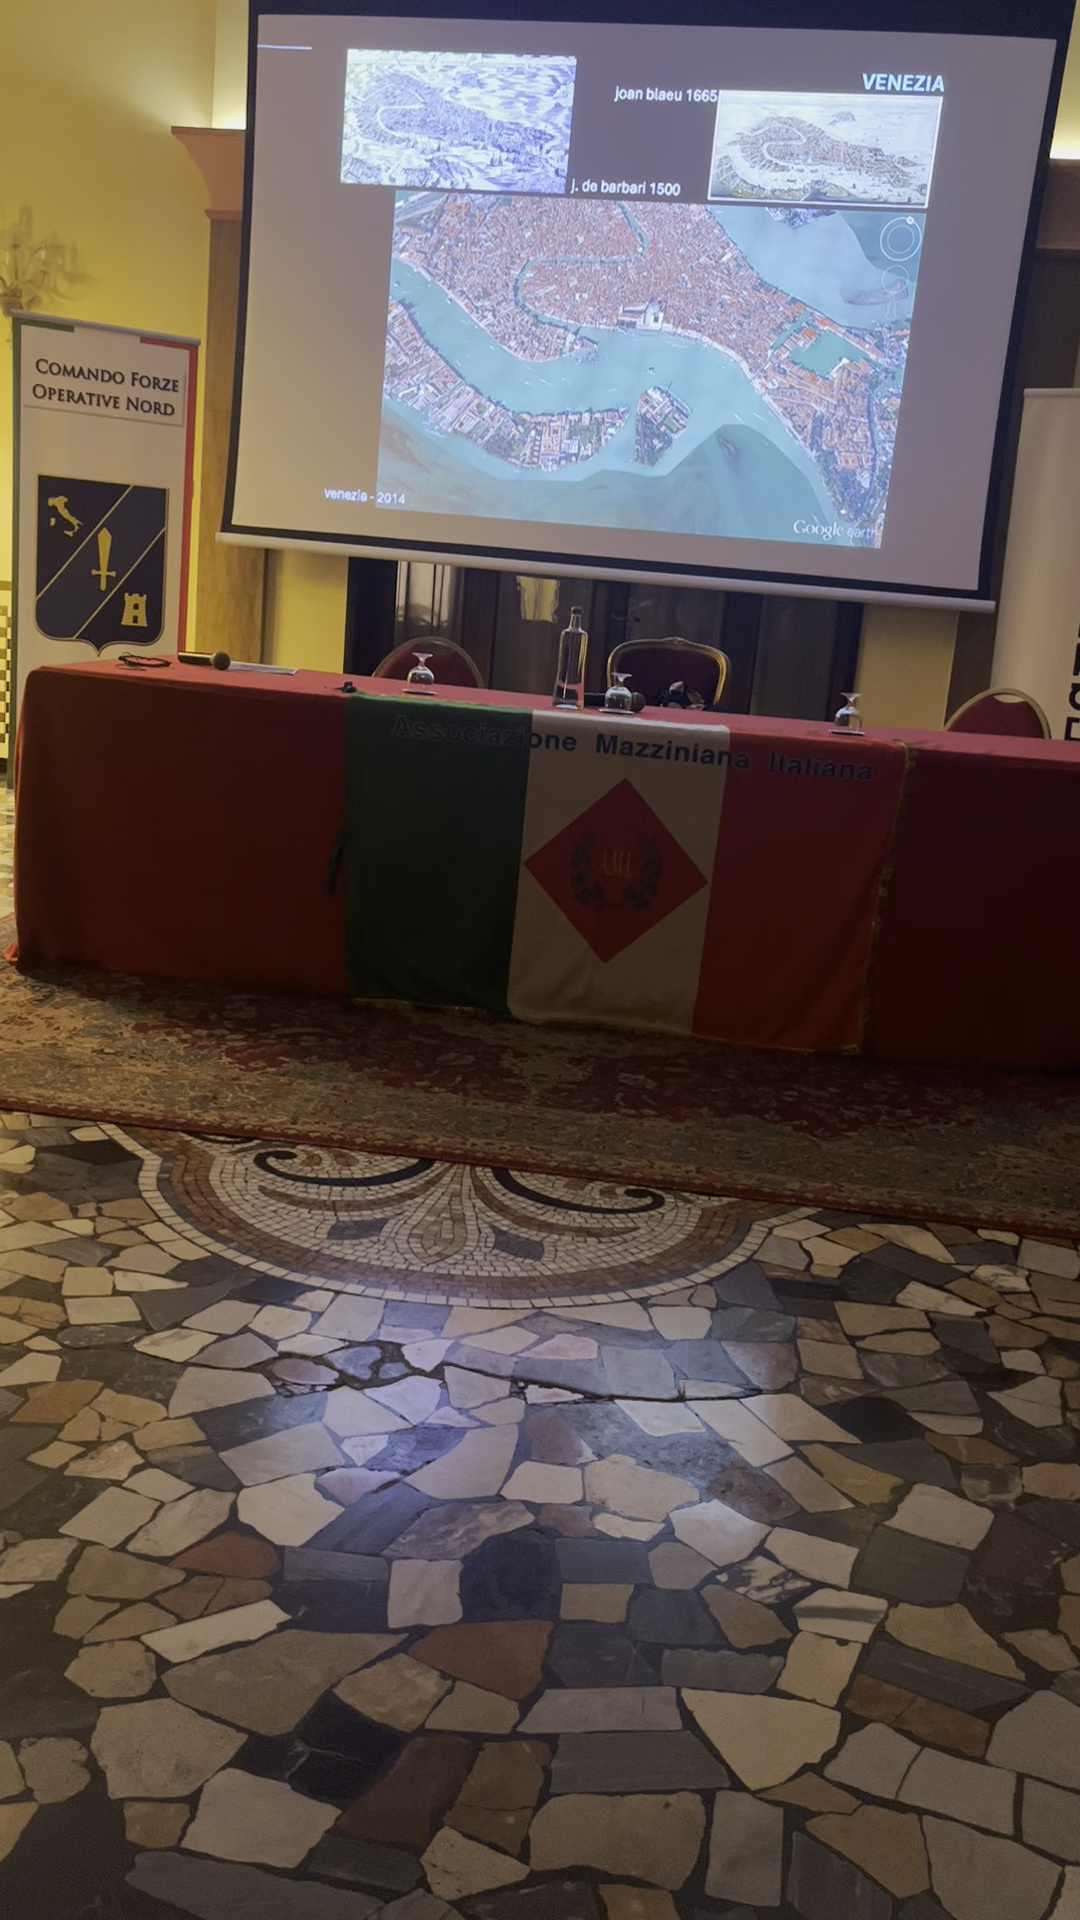 VENEZIA
joan blaeu 1665
j. de barbari 1500
venezia - 2014
Google earth
COMANDO FORZE
OPERATIVE NORD
Associazione Mazziniana Italiana
A.M.I.